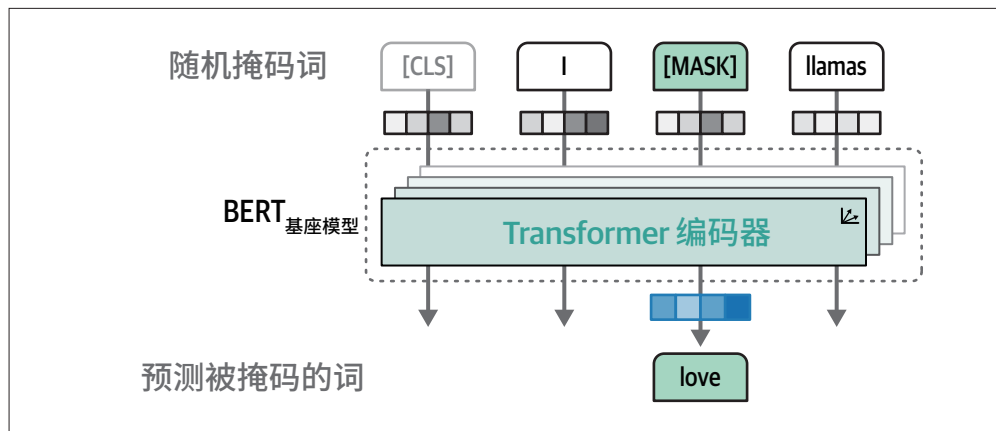 随机掩码词
[CLS]
I
[MASK]
llamas
BERT基座模型
Transformer 编码器
预测被掩码的词
love